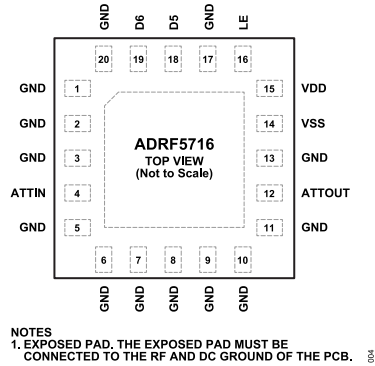 GND
D6
D5
GND
LE
20
19
18
17
16
GND 1
15 VDD
GND 2
14 VSS
GND 3
13 GND
ATTIN 4
12 ATTOUT
GND 5
11 GND
ADRF5716
TOP VIEW
(Not to Scale)
6
7
8
9
10
GND
GND
GND
GND
GND
NOTES
1. EXPOSED PAD. THE EXPOSED PAD MUST BE
CONNECTED TO THE RF AND DC GROUND OF THE PCB.
004